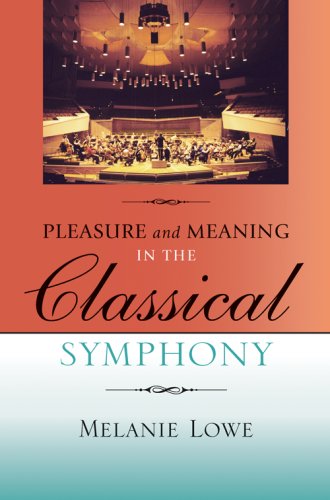 PLEASURE and MEANING
IN THE
Classical
SYMPHONY
MELANIE LOWE